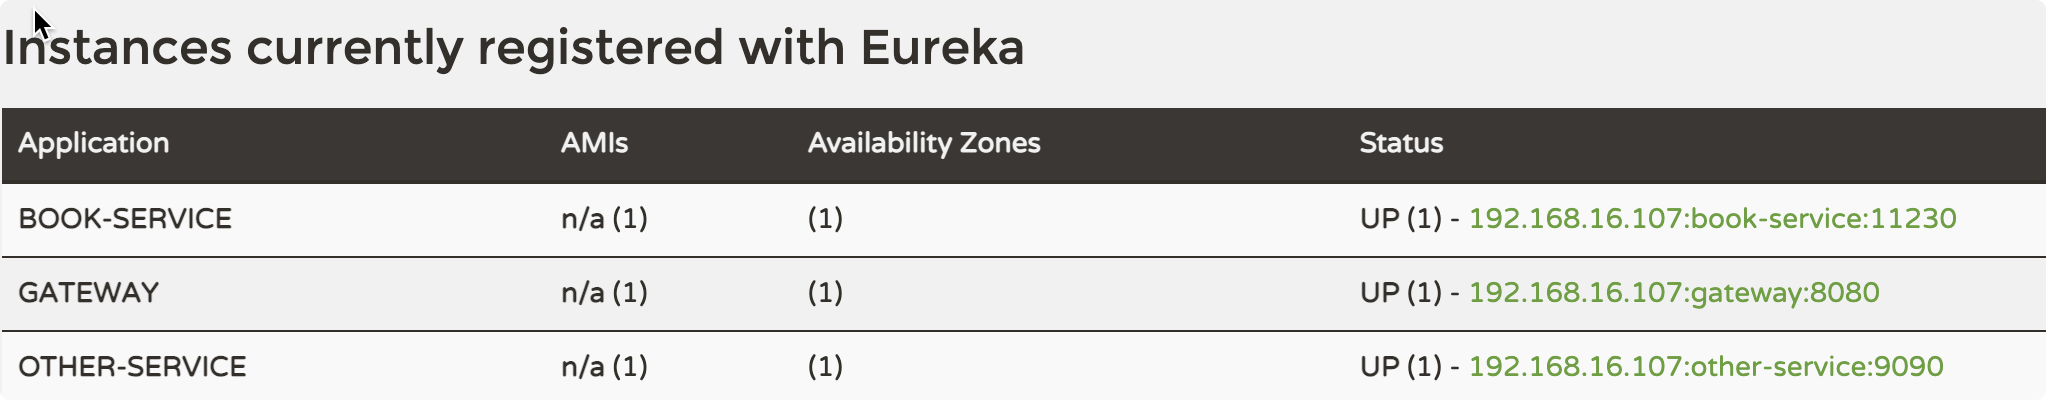 Instances currently registered with Eureka
Application AMIs Availability Zones Status
BOOK-SERVICE n/a (1) (1) UP (1) - 192.168.16.107:book-service:11230
GATEWAY n/a (1) (1) UP (1) - 192.168.16.107:gateway:8080
OTHER-SERVICE n/a (1) (1) UP (1) - 192.168.16.107:other-service:9090